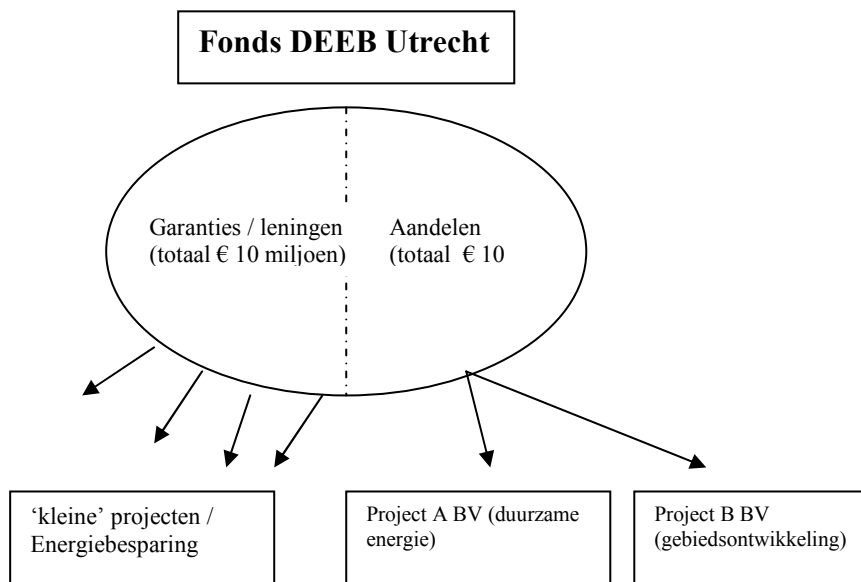 Fonds DEEB Utrecht
Garanties / leningen
(totaal € 10 miljoen)
Aandelen
(totaal € 10
‘kleine’ projecten /
Energiebesparing
Project A BV (duurzame
energie)
Project B BV
(gebiedsontwikkeling)